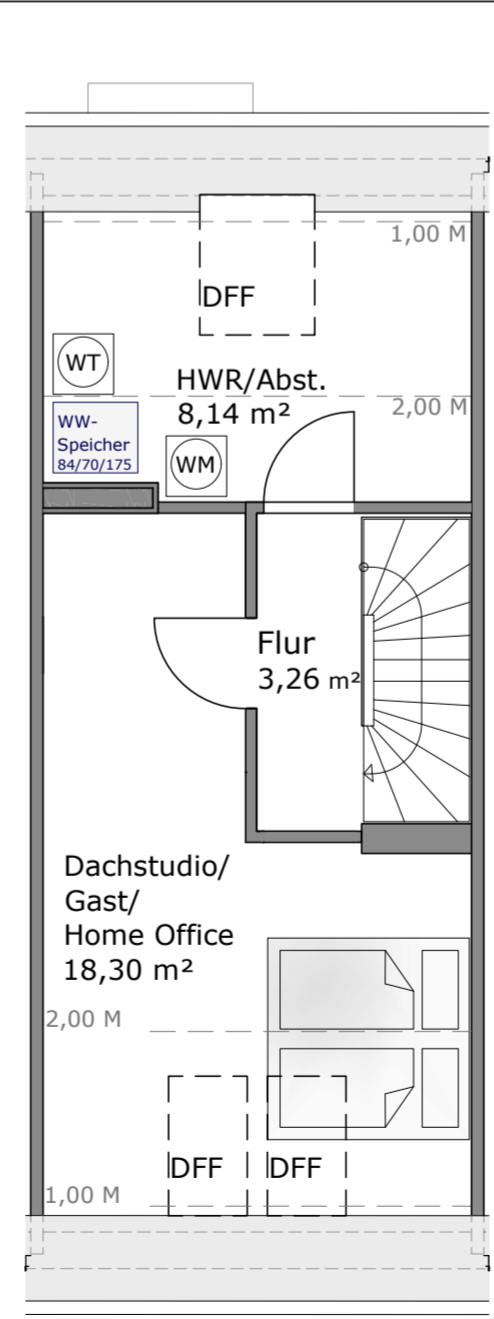 1,00 M
DFF
WT
HWR/Abst.
8,14 m²
2,00 M
WW-
Speicher
84/70/175
WM
Flur
3,26 m²
Dachstudio/
Gast/
Home Office
18,30 m²
2,00 M
DFF DFF
1,00 M